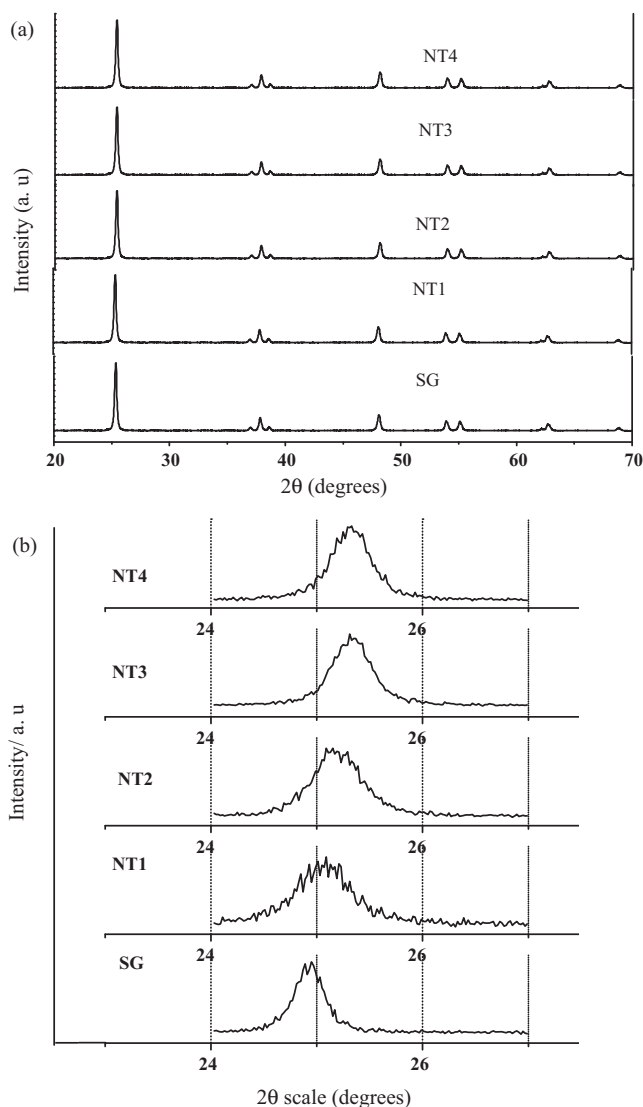 (a)
NT4
NT3
NT2
NT1
SG
Intensity (a. u)
20 30 40 50 60 70
2θ (degrees)
(b)
NT4
24 26
NT3
24 26
NT2
24 26
NT1
24 26
SG
24 26
Intensity/ a. u
2θ scale (degrees)